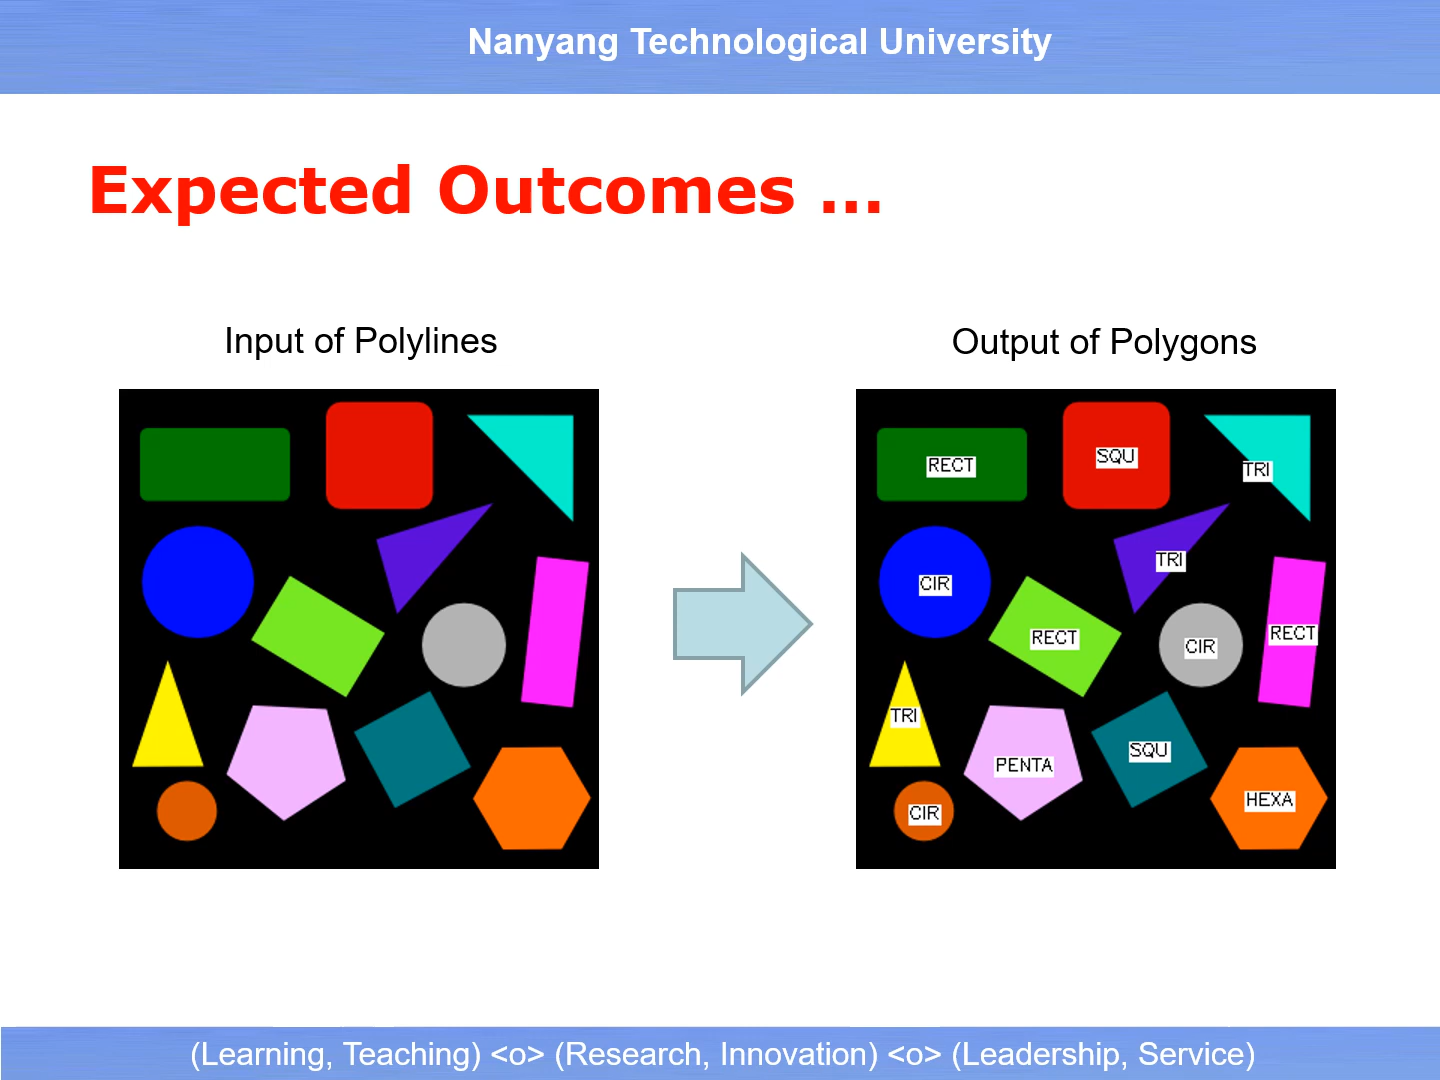 Nanyang Technological University
Expected Outcomes ...
Input of Polylines
Output of Polygons
RECT
SQU
TRI
CIR
TRI
RECT
CIR
RECT
TRI
PENTA
SQU
HEXA
CIR
(Learning, Teaching) <o> (Research, Innovation) <o> (Leadership, Service)